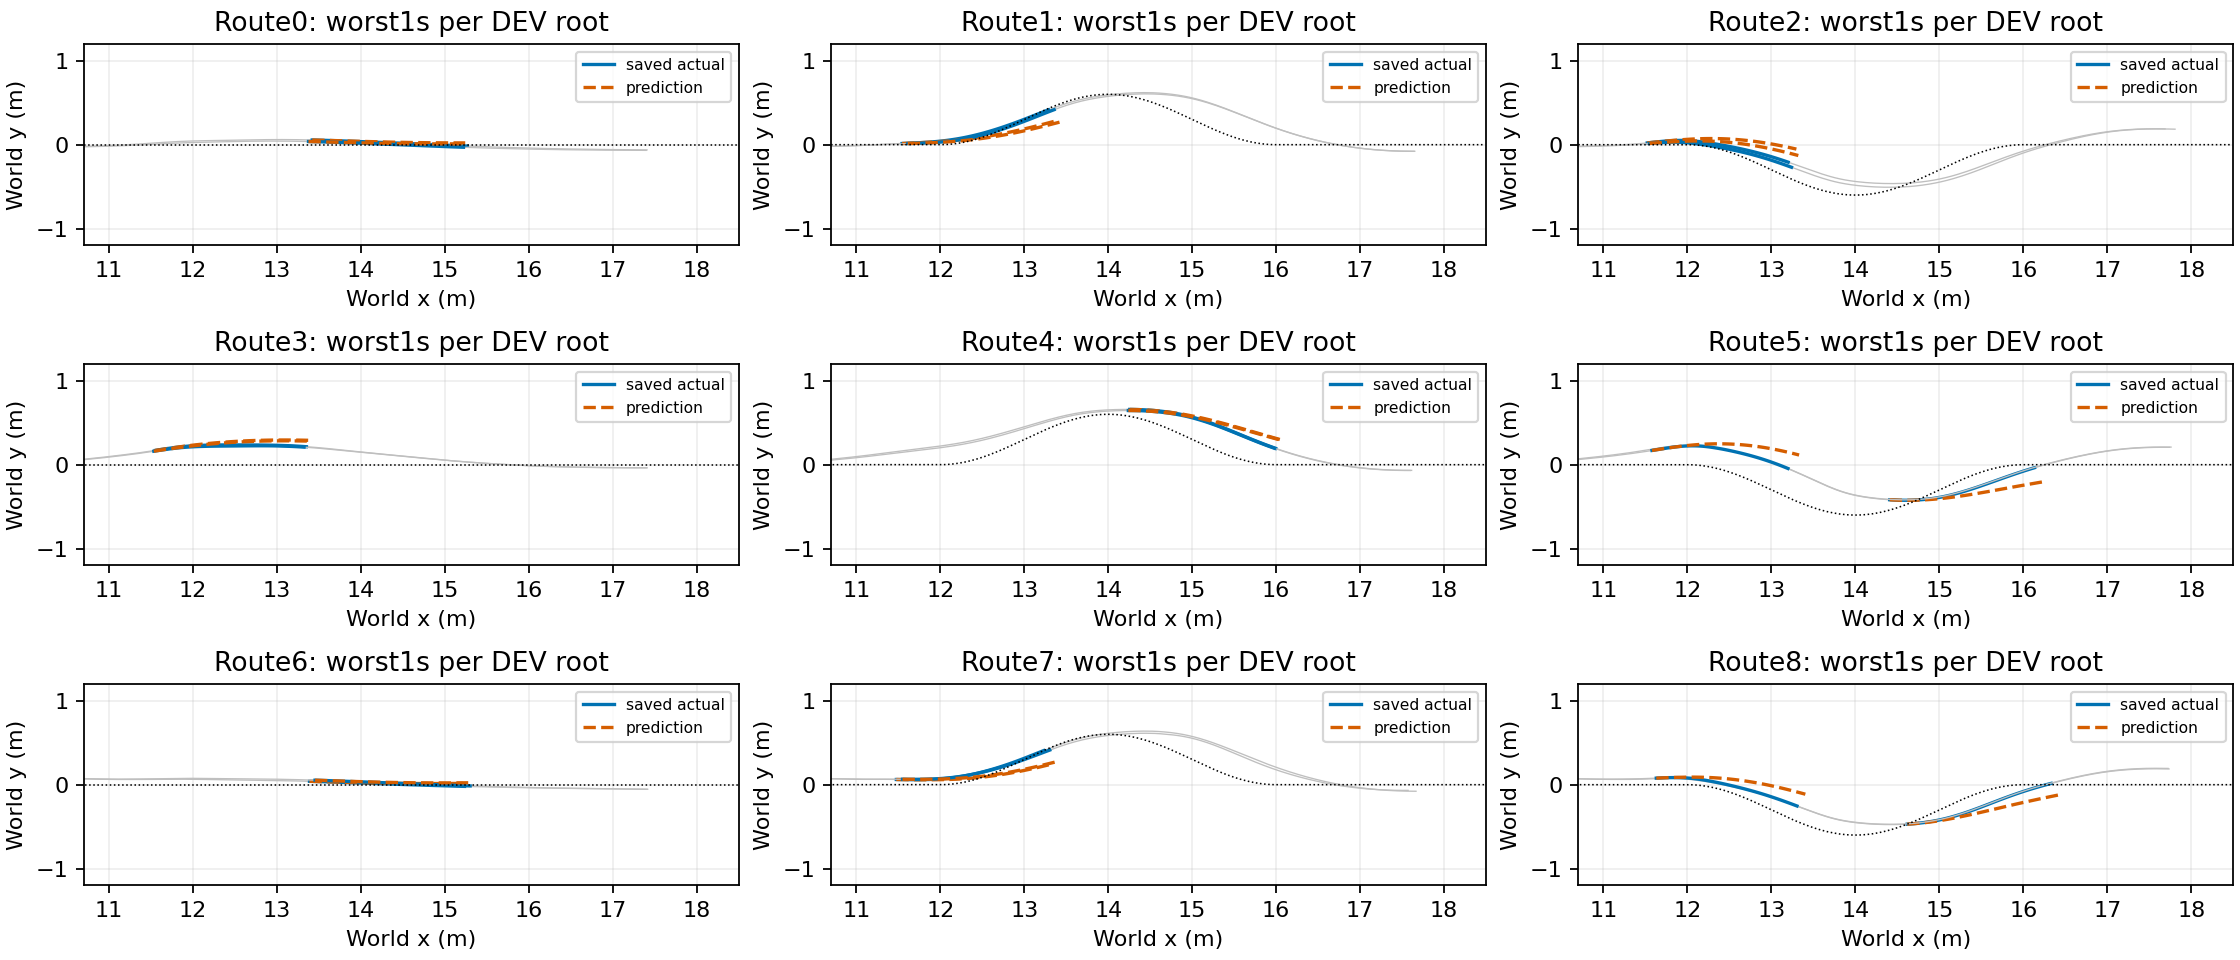 Route0: worst1s per DEV root
World y (m)
1
0
−1
saved actual
prediction
11 12 13 14 15 16 17 18
World x (m)
Route1: worst1s per DEV root
World y (m)
1
0
−1
saved actual
prediction
11 12 13 14 15 16 17 18
World x (m)
Route2: worst1s per DEV root
World y (m)
1
0
−1
saved actual
prediction
11 12 13 14 15 16 17 18
World x (m)
Route3: worst1s per DEV root
World y (m)
1
0
−1
saved actual
prediction
11 12 13 14 15 16 17 18
World x (m)
Route4: worst1s per DEV root
World y (m)
1
0
−1
saved actual
prediction
11 12 13 14 15 16 17 18
World x (m)
Route5: worst1s per DEV root
World y (m)
1
0
−1
saved actual
prediction
11 12 13 14 15 16 17 18
World x (m)
Route6: worst1s per DEV root
World y (m)
1
0
−1
saved actual
prediction
11 12 13 14 15 16 17 18
World x (m)
Route7: worst1s per DEV root
World y (m)
1
0
−1
saved actual
prediction
11 12 13 14 15 16 17 18
World x (m)
Route8: worst1s per DEV root
World y (m)
1
0
−1
saved actual
prediction
11 12 13 14 15 16 17 18
World x (m)